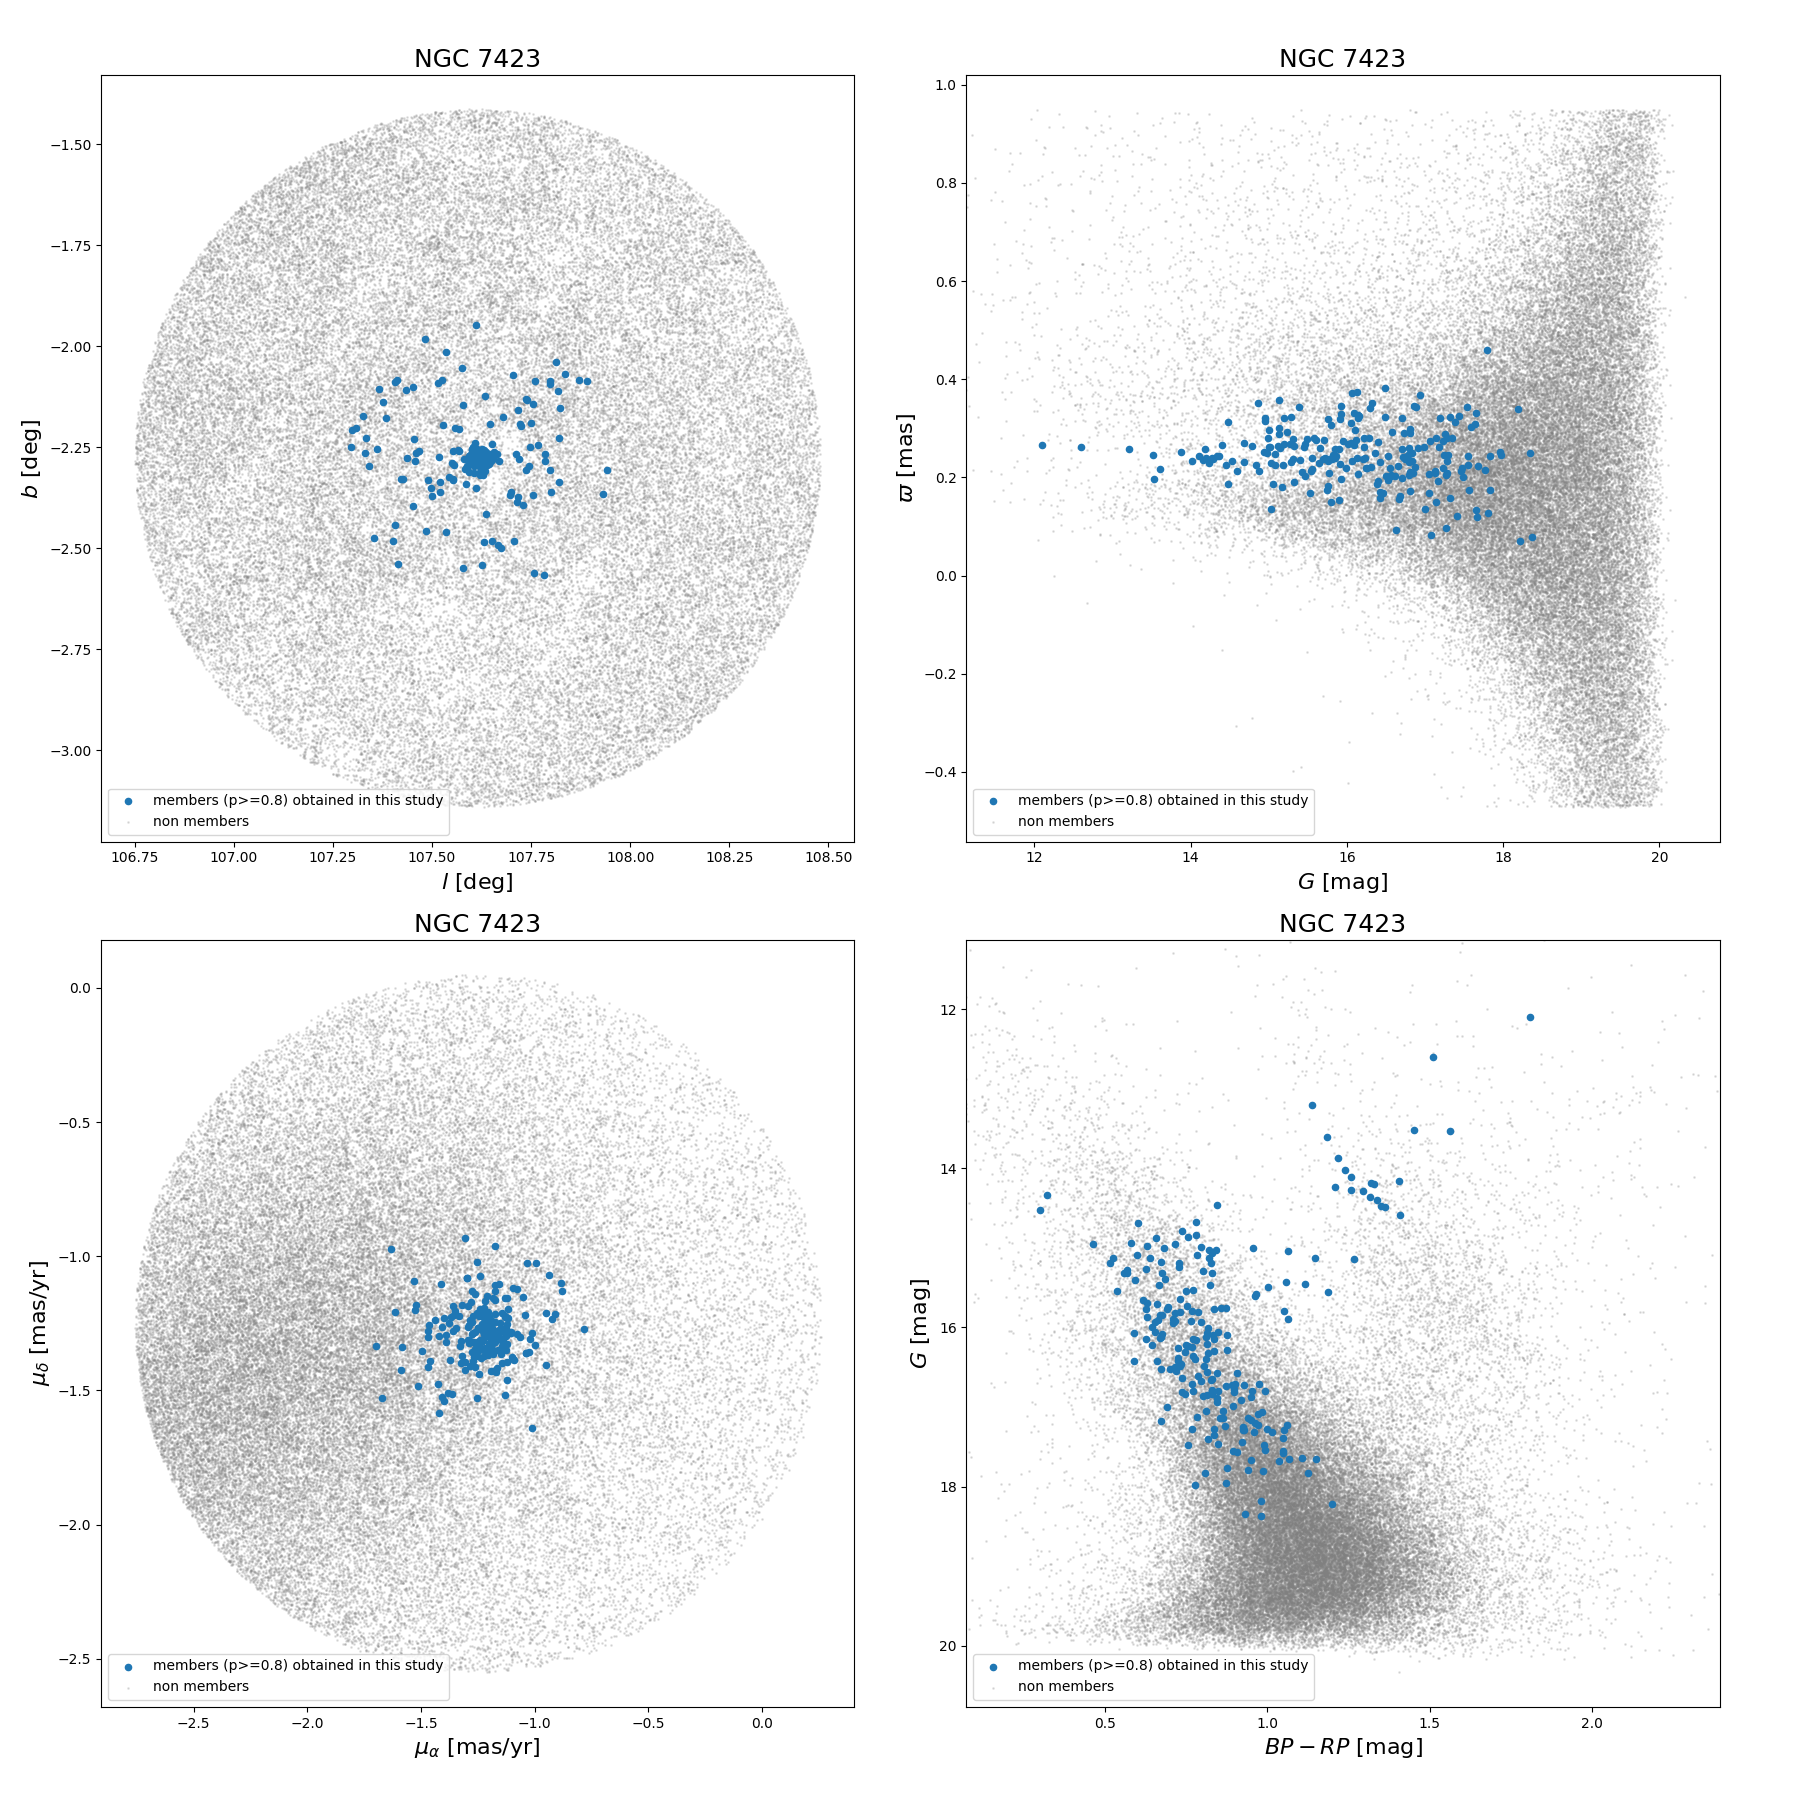 NGC 7423
−1.50
−1.75
−2.00
−2.25
−2.50
−2.75
−3.00
b [deg]
members (p>=0.8) obtained in this study
non members
106.75 107.00 107.25 107.50 107.75 108.00 108.25 108.50
l [deg]
NGC 7423
1.0
0.8
0.6
0.4
0.2
0.0
−0.2
−0.4
ϖ [mas]
members (p>=0.8) obtained in this study
non members
12 14 16 18 20
G [mag]
NGC 7423
0.0
−0.5
−1.0
−1.5
−2.0
−2.5
μδ [mas/yr]
members (p>=0.8) obtained in this study
non members
−2.5 −2.0 −1.5 −1.0 −0.5 0.0
μα [mas/yr]
NGC 7423
12
14
16
18
20
G [mag]
members (p>=0.8) obtained in this study
non members
0.5 1.0 1.5 2.0
BP − RP [mag]